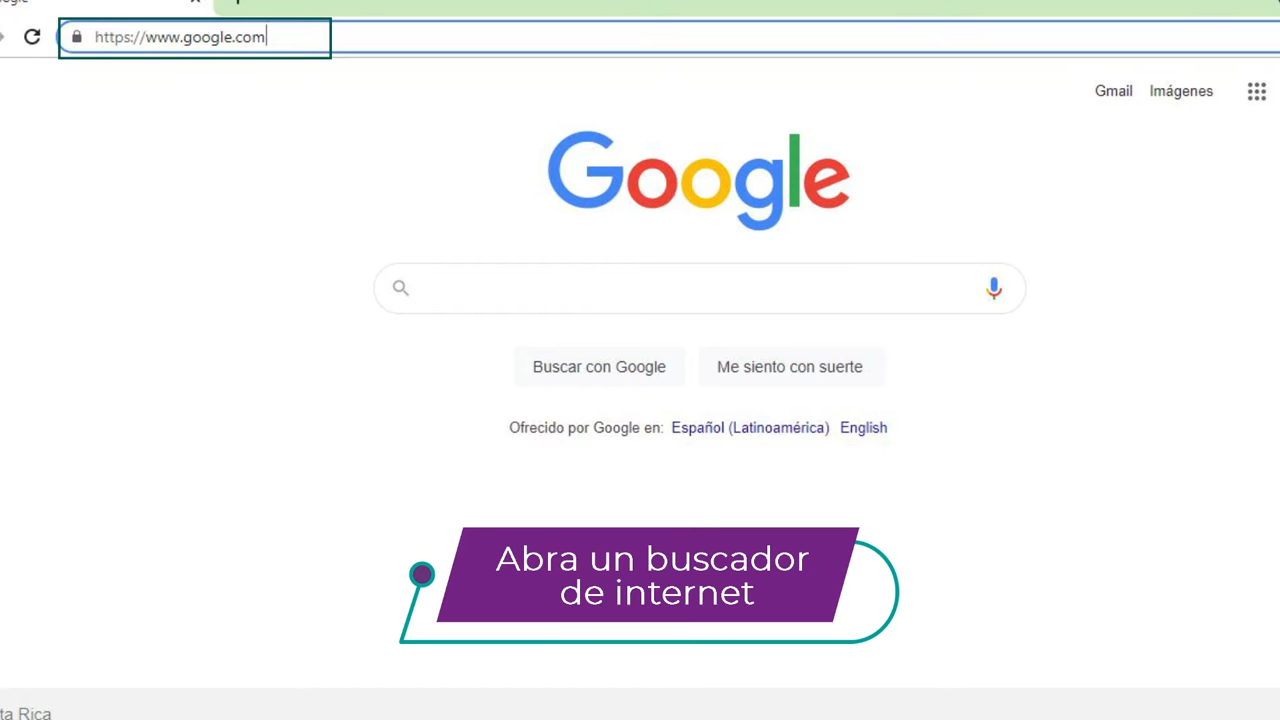 https://www.google.com
Gmail Imágenes
Google
Buscar con Google Me siento con suerte
Ofrecido por Google en: Español (Latinoamérica) English
Abra un buscador
de internet
Rica